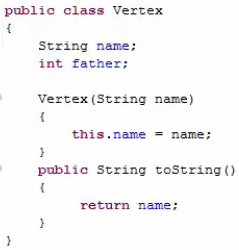 public class Vertex
{
String name;
int father;
Vertex(String name)
{
this.name = name;
}
public String toString()
{
return name;
}
}